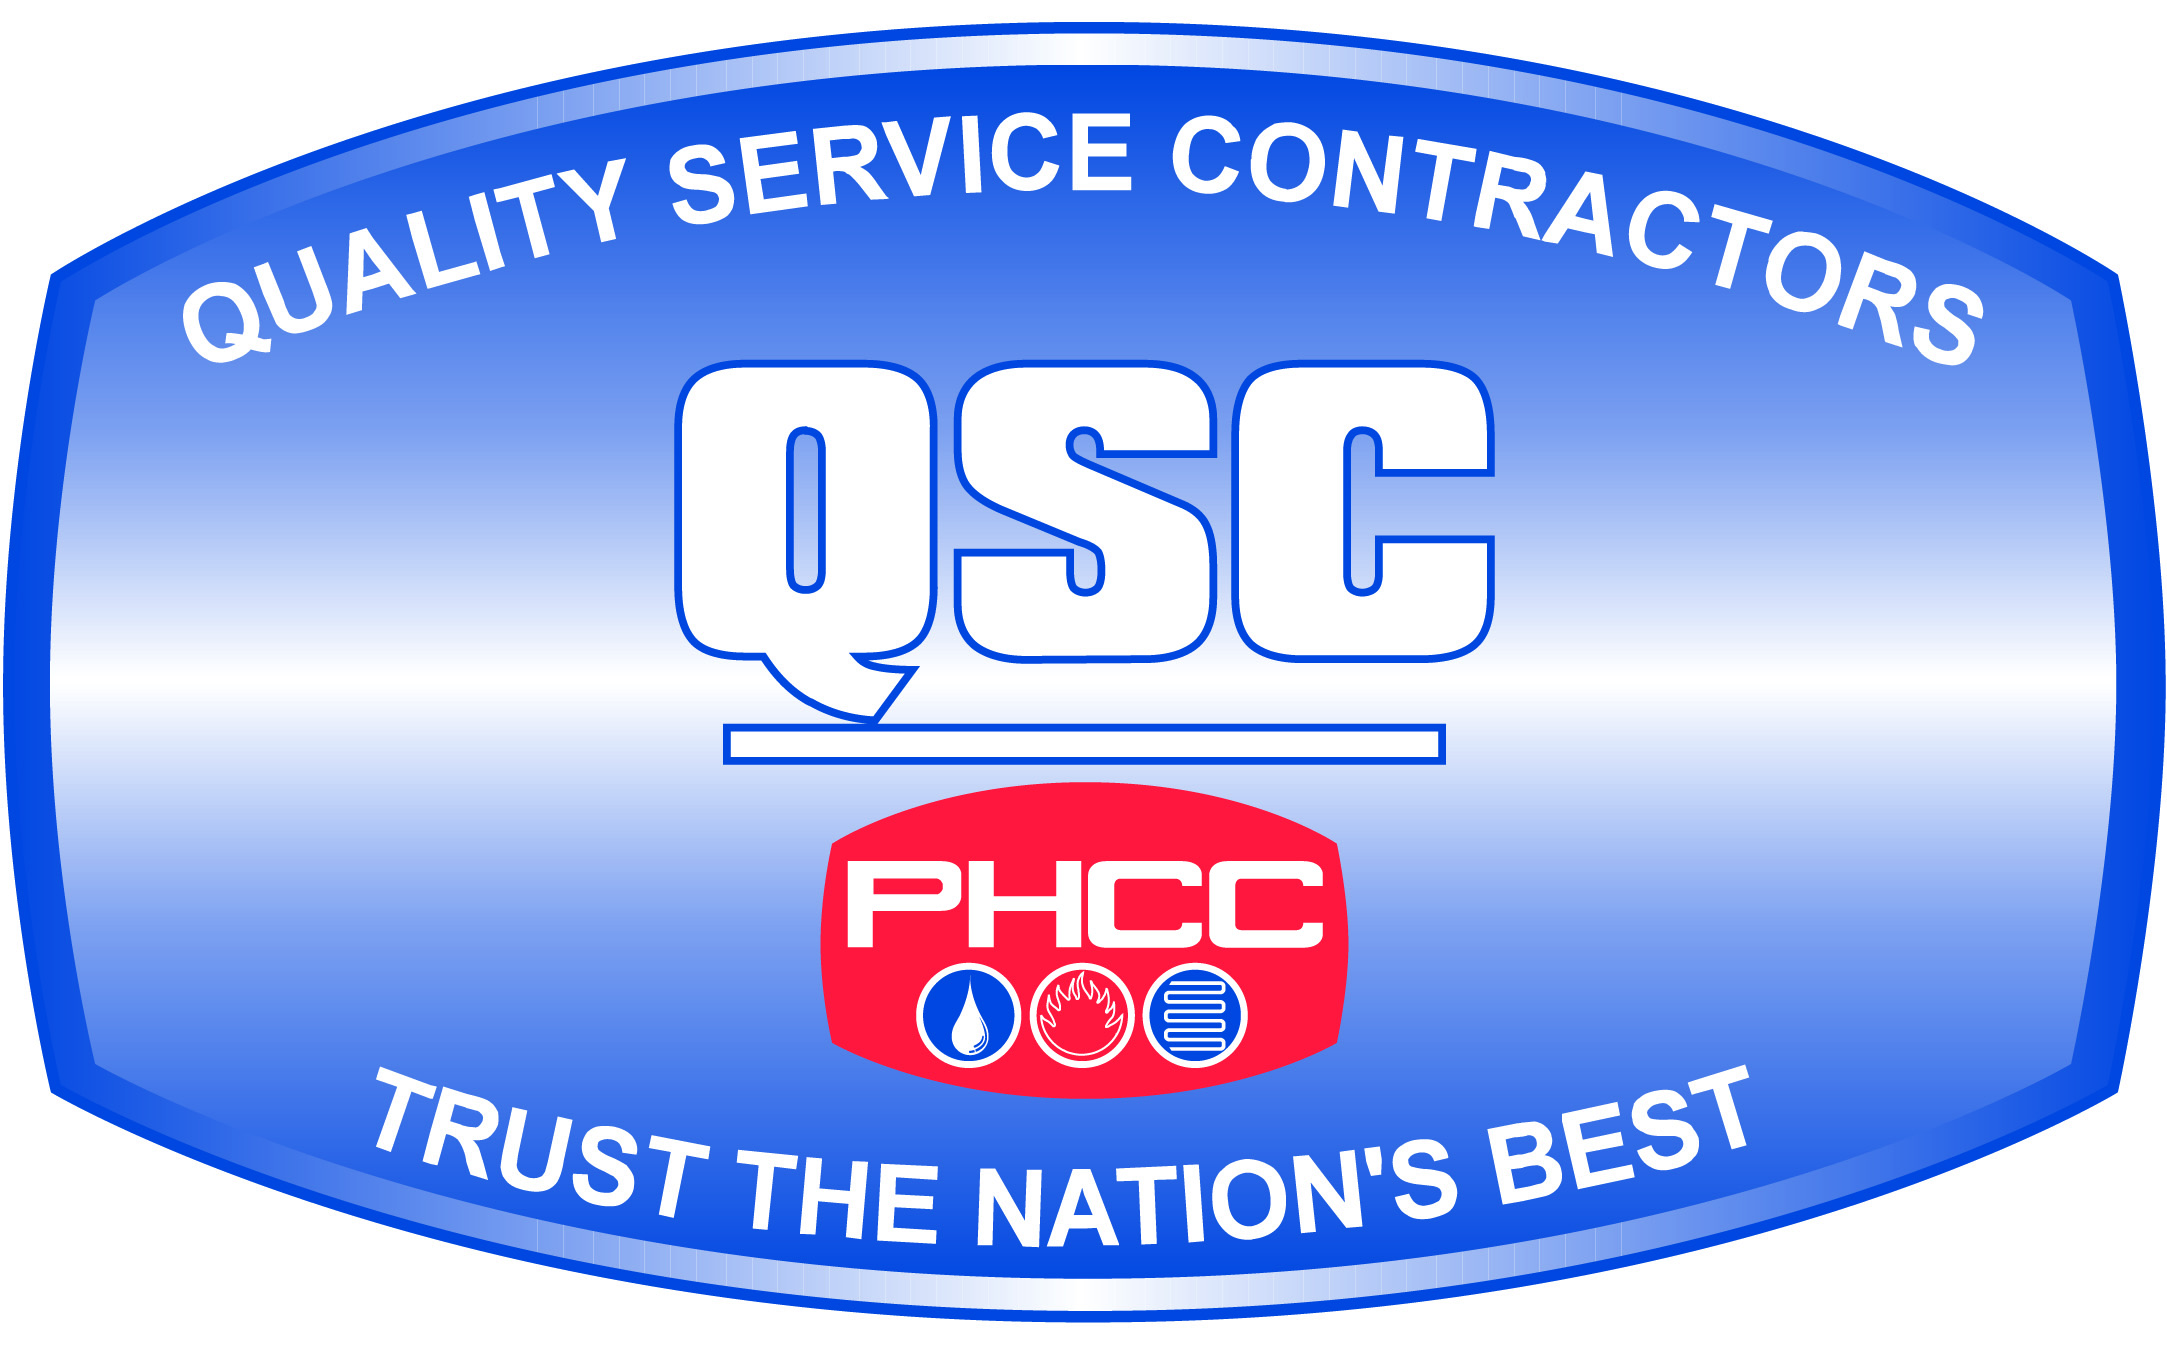 QUALITY SERVICE CONTRACTORS
QSC
PHCC
TRUST THE NATION'S BEST